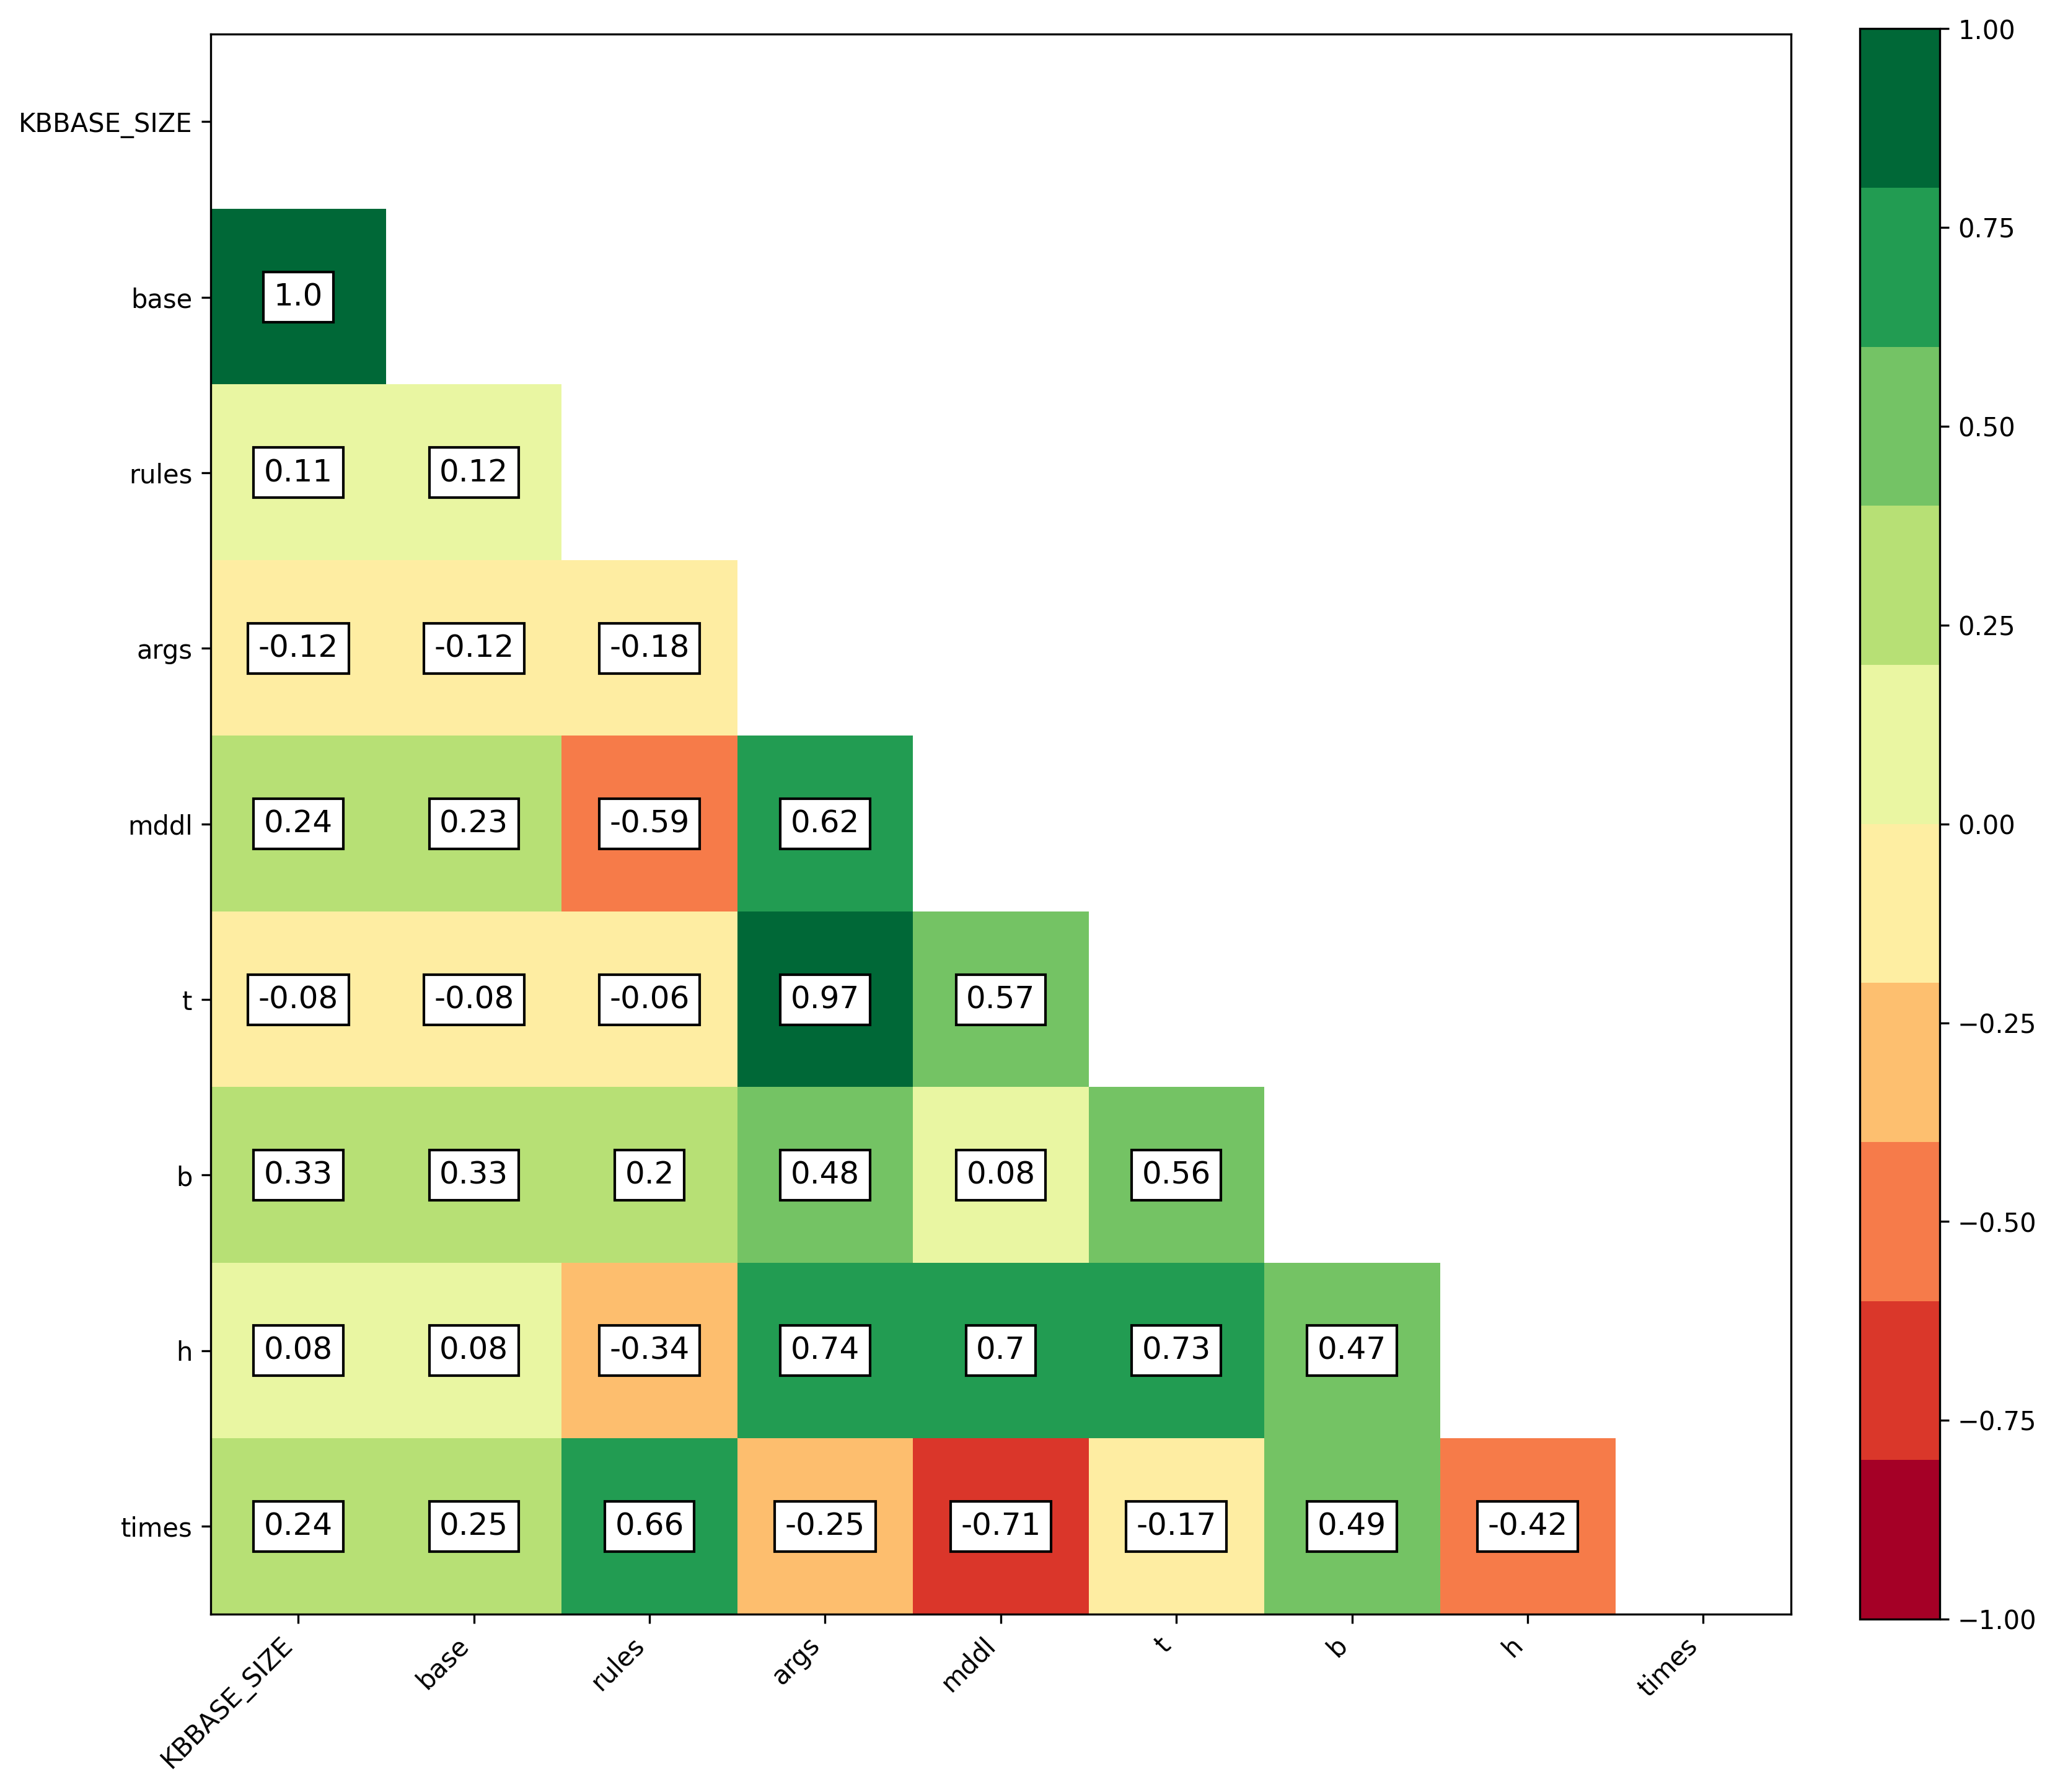 KBBASE_SIZE
base 1.0
rules 0.11 0.12
args -0.12 -0.12 -0.18
mddl 0.24 0.23 -0.59 0.62
t -0.08 -0.08 -0.06 0.97 0.57
b 0.33 0.33 0.2 0.48 0.08 0.56
h 0.08 0.08 -0.34 0.74 0.7 0.73 0.47
times 0.24 0.25 0.66 -0.25 -0.71 -0.17 0.49 -0.42
KBBASE_SIZE base rules args mddl t b h times
1.00
0.75
0.50
0.25
0.00
−0.25
−0.50
−0.75
−1.00